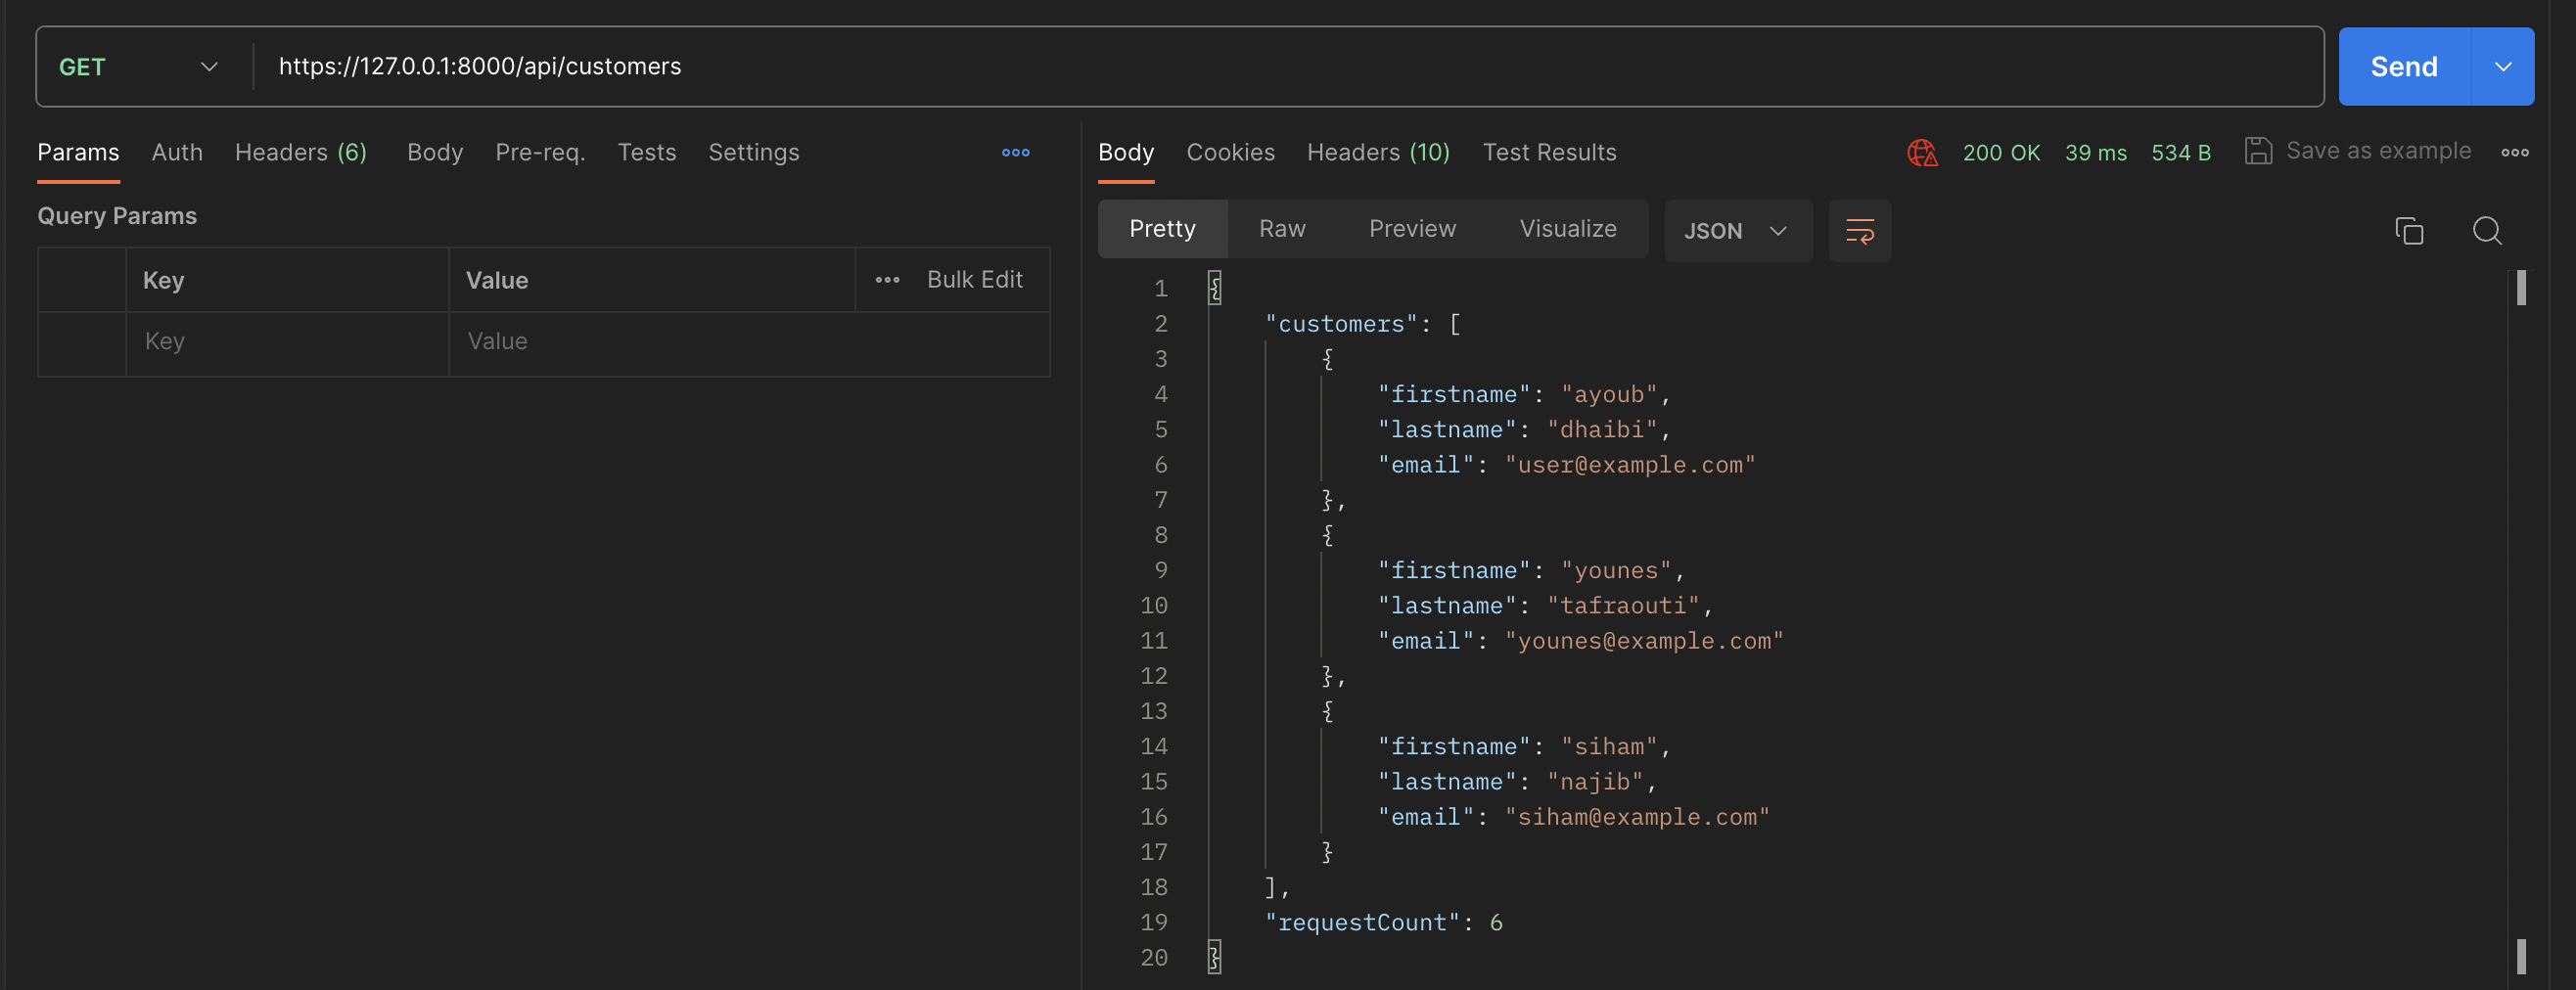 GET https://127.0.0.1:8000/api/customers Send
Params Auth Headers (6) Body Pre-req. Tests Settings
Query Params
Key Value Bulk Edit
Key Value
Body Cookies Headers (10) Test Results 200 OK 39 ms 534 B Save as example
Pretty Raw Preview Visualize JSON
1 {
2 "customers": [
3 {
4 "firstname": "ayoub",
5 "lastname": "dhaibi",
6 "email": "user@example.com"
7 },
8 {
9 "firstname": "younes",
10 "lastname": "tafraouti",
11 "email": "younes@example.com"
12 },
13 {
14 "firstname": "siham",
15 "lastname": "najib",
16 "email": "siham@example.com"
17 }
18 ],
19 "requestCount": 6
20 }